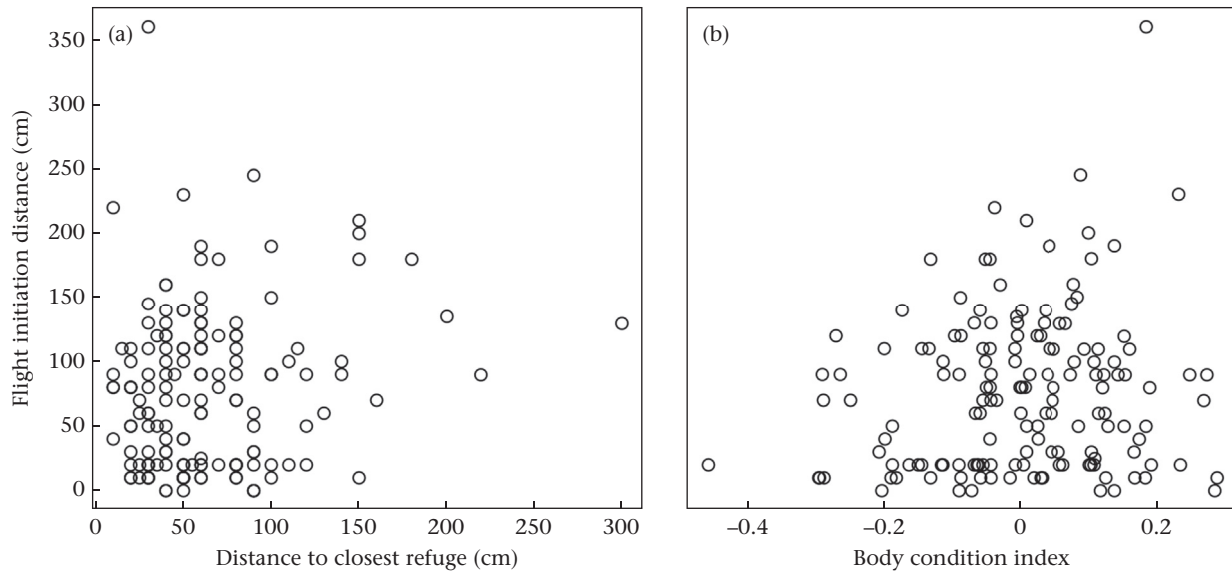 (a)
350
300
250
200
150
100
50
0
Flight initiation distance (cm)
0 50 100 150 200 250 300
Distance to closest refuge (cm)
(b)
–0.4 –0.2 0 0.2
Body condition index